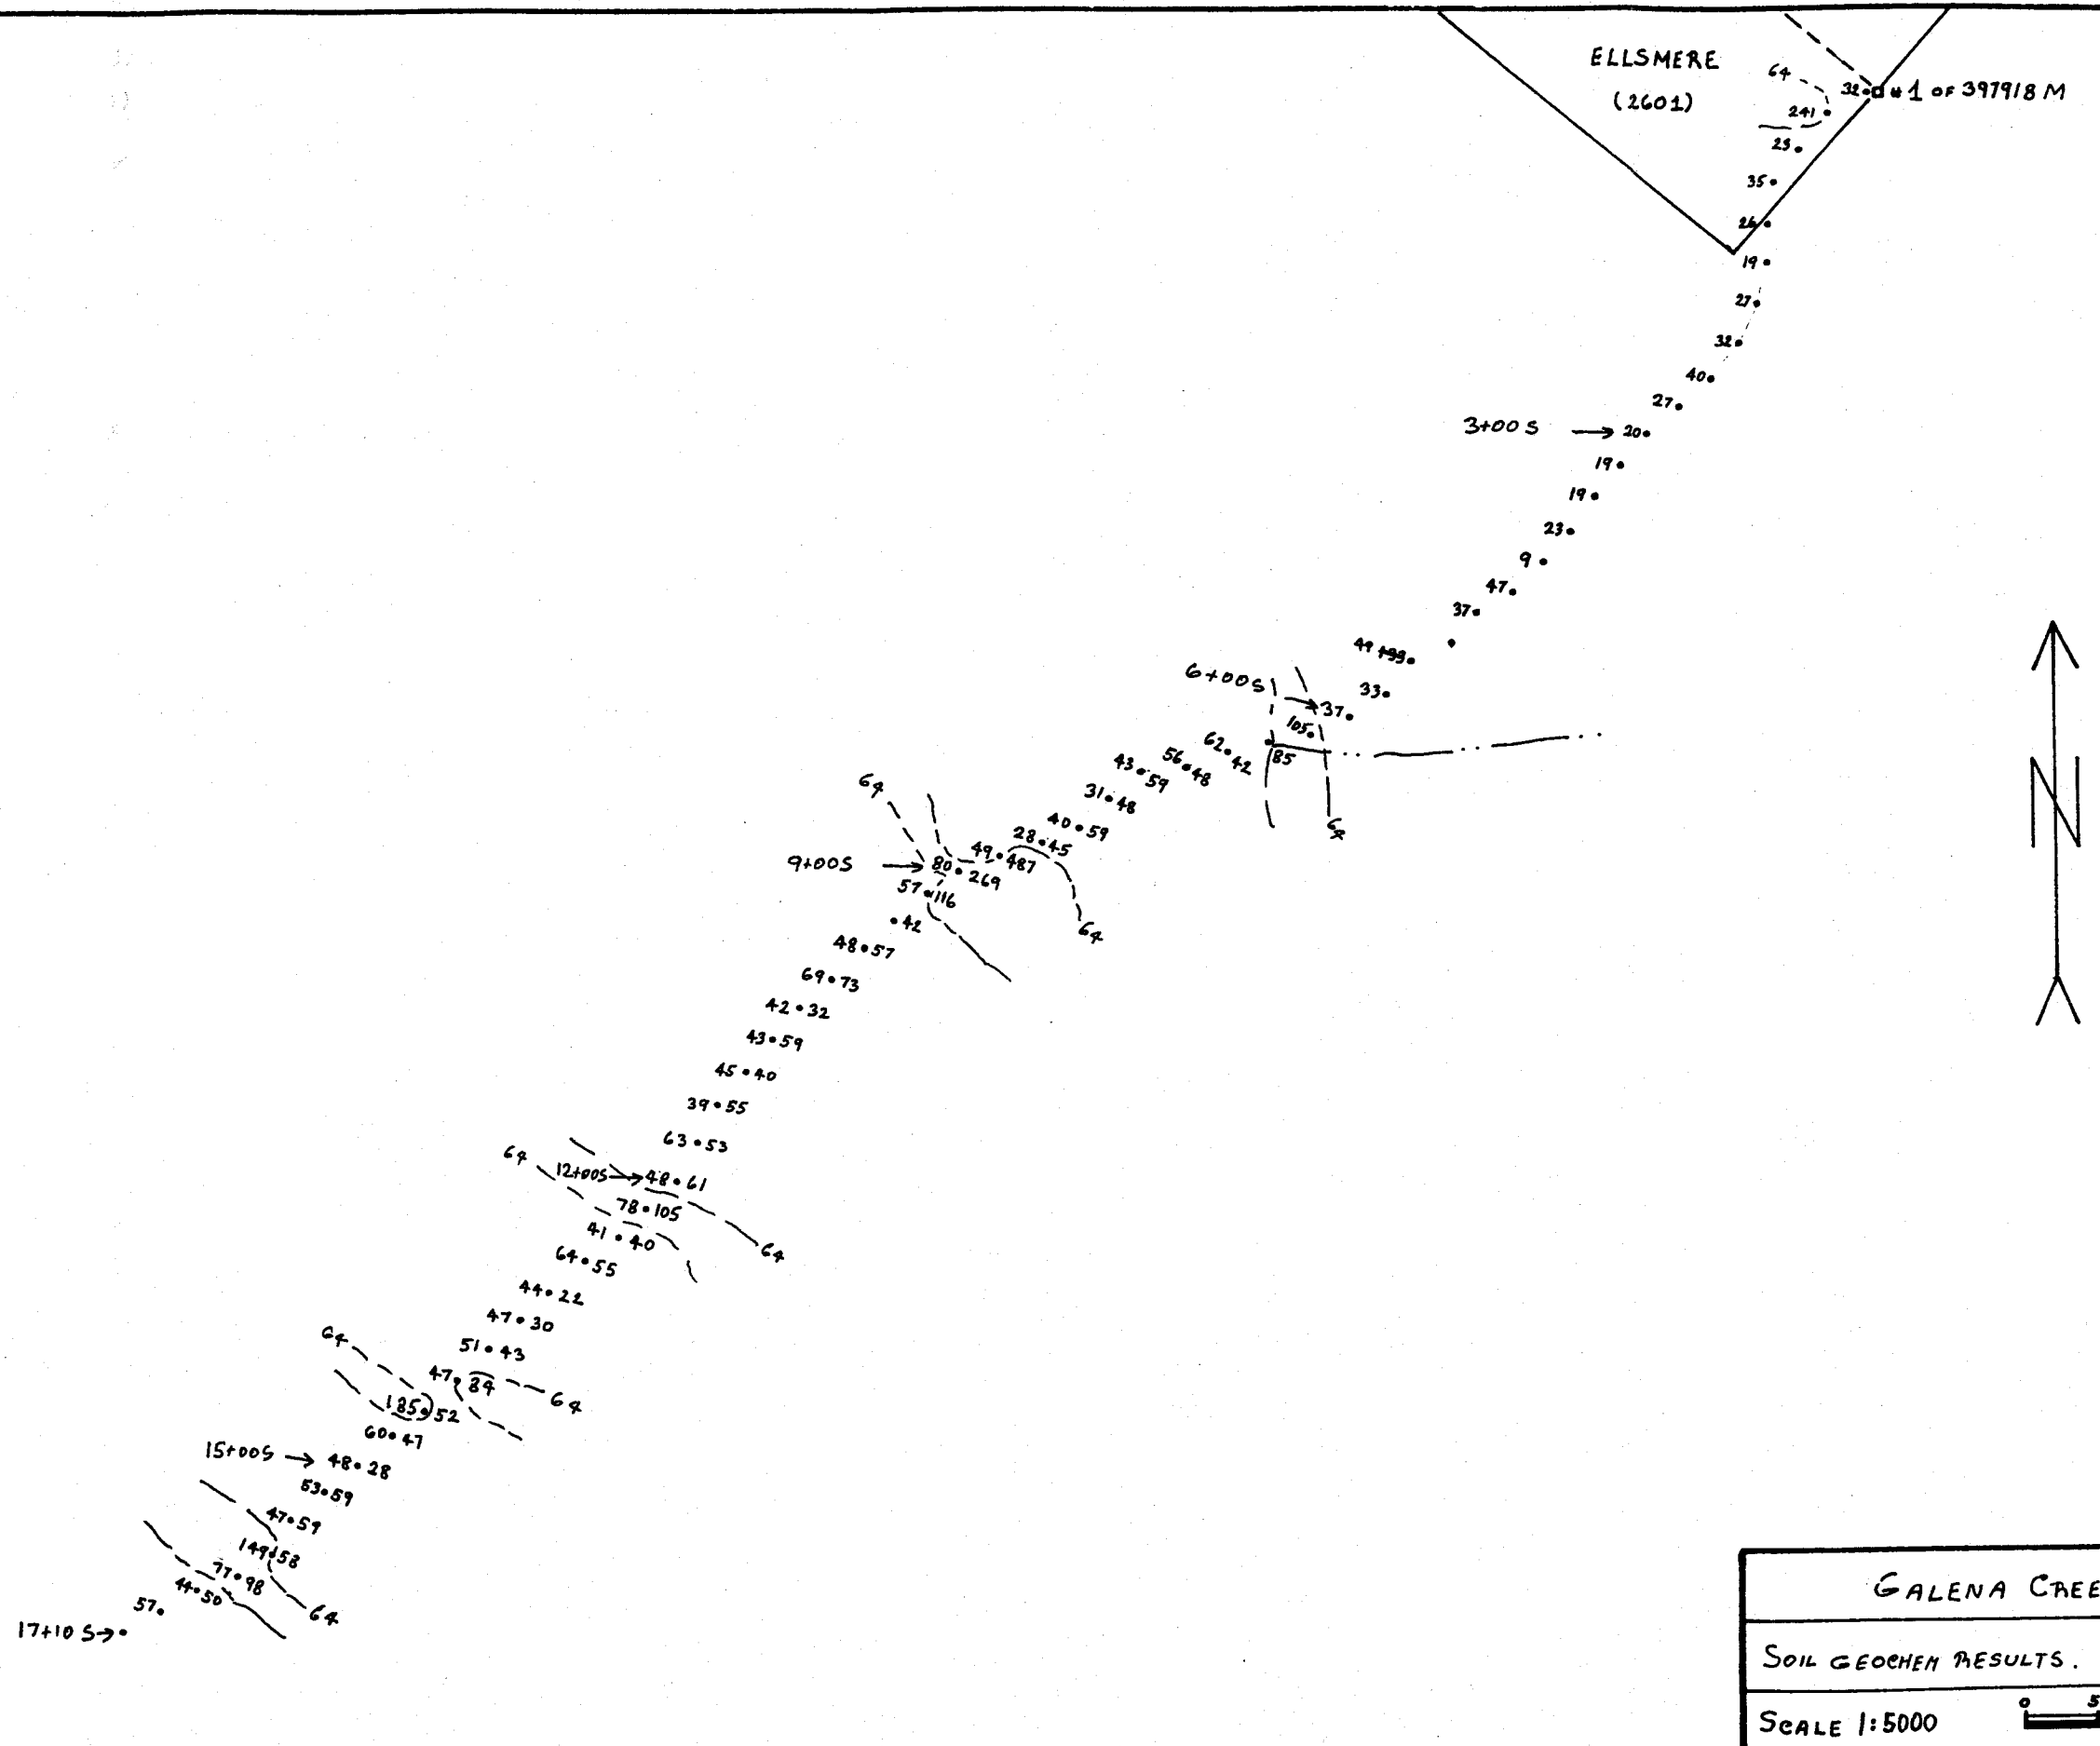 ELLSMERE
(2601)
64
32 #1 OF 397918 M
241
23
35
26
19
27
32
40
27
3+00 S → 20
19
19
23
9
47
37
49
33
6+00S → 37
105
85
62 • 42
56 • 48
43 • 59
31 • 48
64
40 • 59
28 • 45
64
49 • 487
9+00S → 80 • 269
57 • 116
64
• 42
48 • 57
69 • 73
42 • 32
43 • 59
45 • 40
39 • 55
63 • 53
64
12+00S → 48 • 61
78 • 105
41 • 40
64
64 • 55
44 • 22
47 • 30
64
51 • 43
47 • 84
64
185 • 52
60 • 47
15+00S → 48 • 28
53 • 59
47 • 59
149 • 58
77 • 98
44 • 50
64
57 •
17+10 S → •
N
GALENA CREE
SOIL GEOCHEM RESULTS.
SCALE 1:5000
0 5